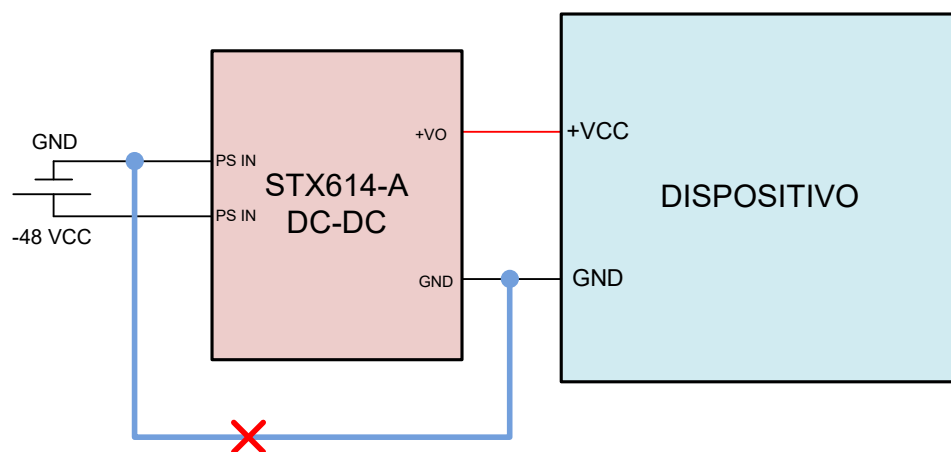 GND
-48 VCC
PS IN
PS IN
STX614-A
DC-DC
+VO
GND
+VCC
GND
DISPOSITIVO